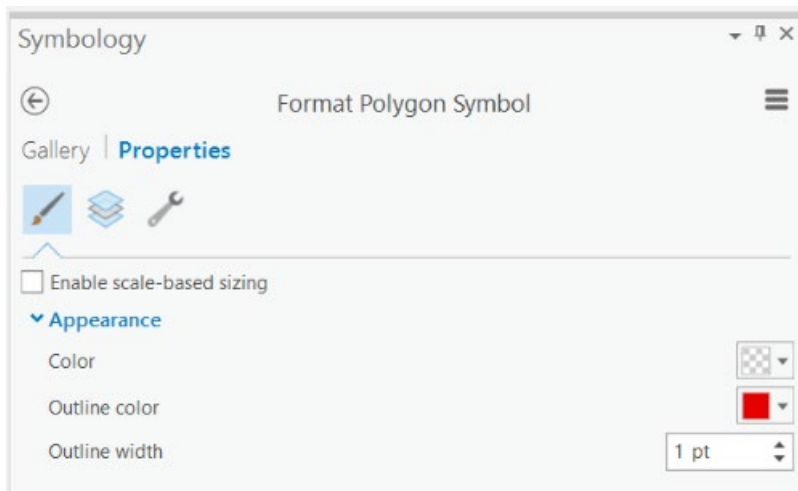 Symbology
Format Polygon Symbol
Gallery | Properties
Enable scale-based sizing
Appearance
Color
Outline color
Outline width 1 pt